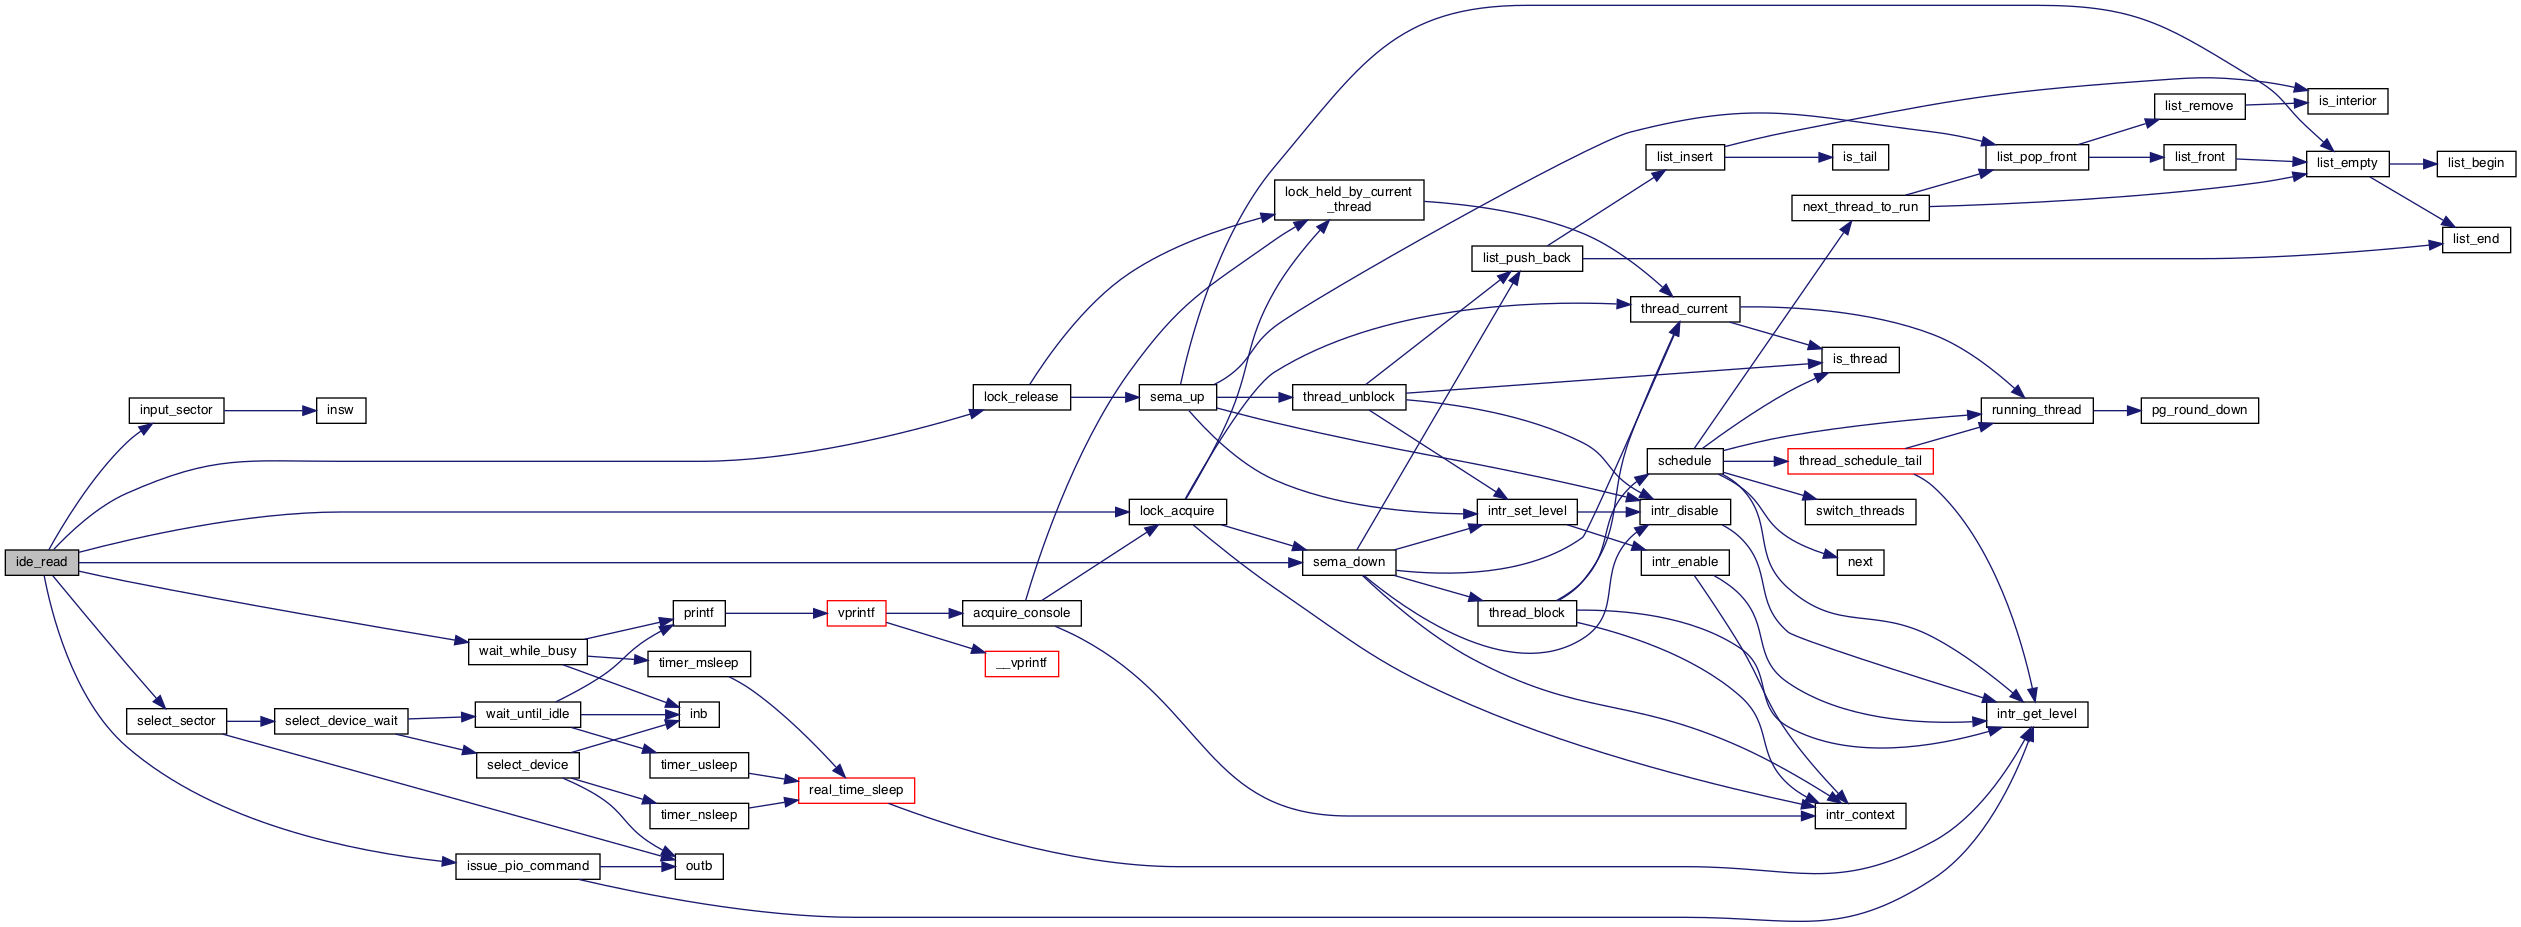 ide_read
input_sector
insw
select_sector
select_device_wait
wait_while_busy
wait_until_idle
select_device
issue_pio_command
printf
timer_msleep
inb
timer_usleep
timer_nsleep
outb
vprintf
real_time_sleep
acquire_console
__vprintf
lock_release
lock_acquire
sema_up
lock_held_by_current
_thread
thread_unblock
sema_down
list_push_back
intr_set_level
thread_block
list_insert
thread_current
schedule
intr_disable
intr_enable
is_tail
next_thread_to_run
is_thread
thread_schedule_tail
switch_threads
next
intr_context
list_pop_front
running_thread
intr_get_level
list_remove
list_front
pg_round_down
is_interior
list_empty
list_begin
list_end